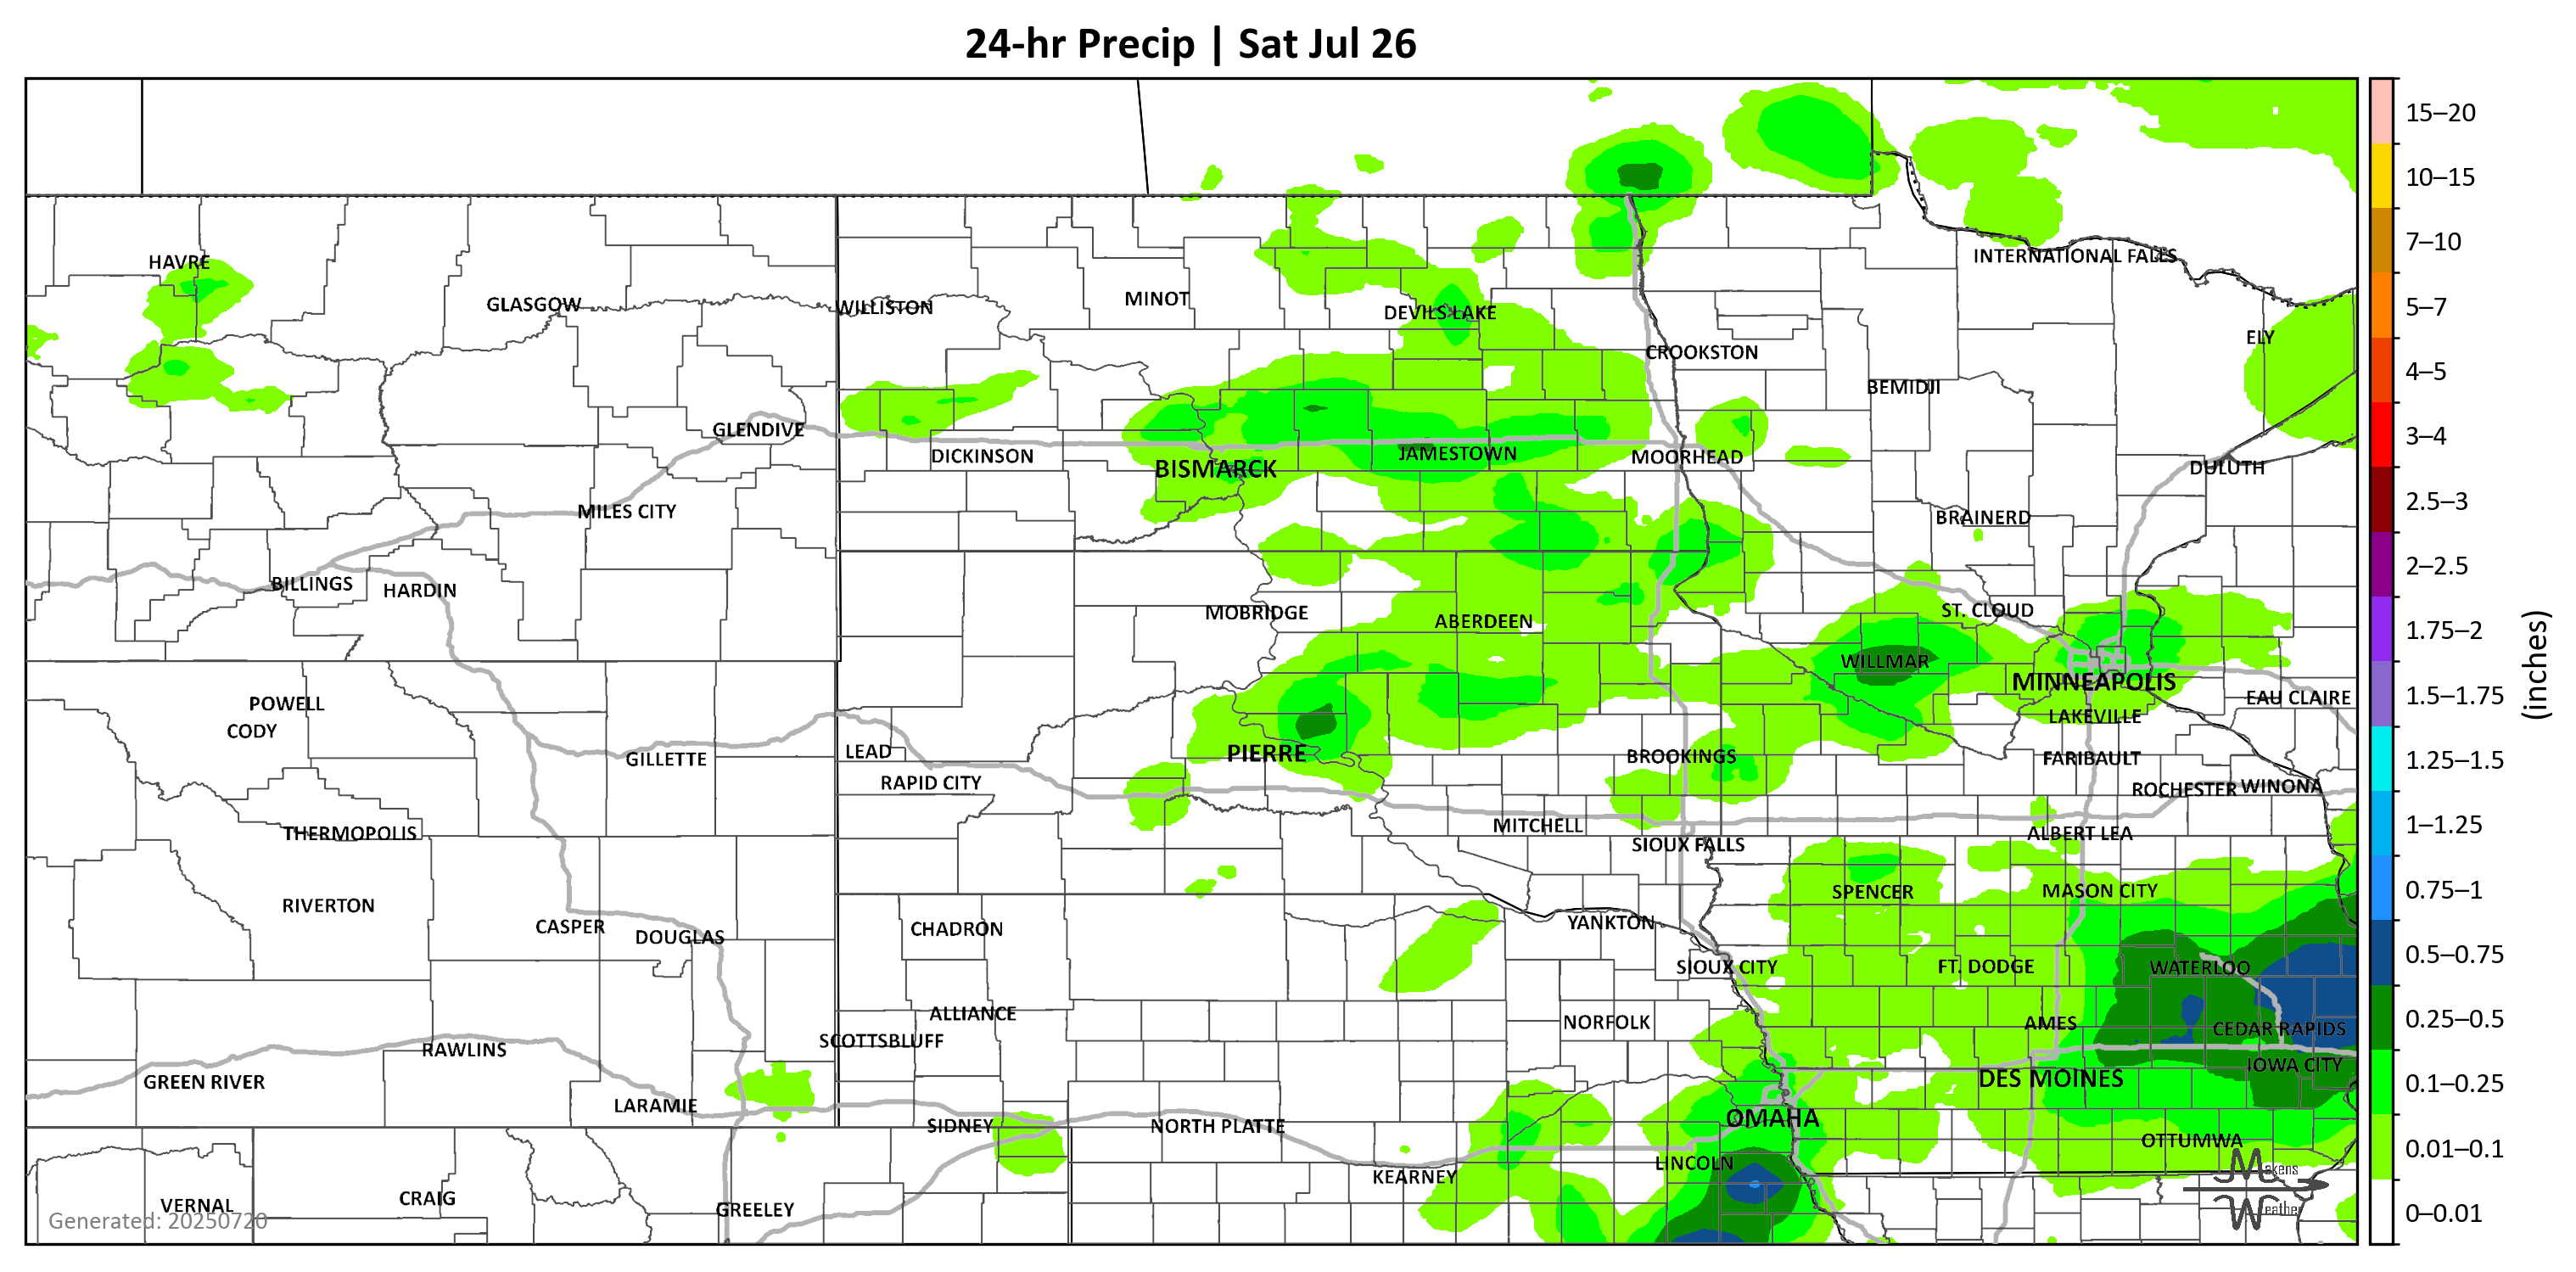 24-hr Precip | Sat Jul 26
15–20
10–15
HAVRE
7–10
INTERNATIONAL FALLS
GLASGOW
WILLISTON
MINOT
DEVILS LAKE
5–7
ELY
CROOKSTON
4–5
BEMIDJI
GLENDIVE
3–4
DICKINSON
JAMESTOWN
MOORHEAD
BISMARCK
DULUTH
2.5–3
MILES CITY
BRAINERD
2–2.5
BILLINGS
HARDIN
MOBRIDGE
ABERDEEN
ST. CLOUD
1.75–2
(inches)
WILLMAR
MINNEAPOLIS
1.5–1.75
POWELL
EAU CLAIRE
LAKEVILLE
CODY
GILLETTE
LEAD
PIERRE
BROOKINGS
FARIBAULT
1.25–1.5
RAPID CITY
ROCHESTER
WINONA
THERMOPOLIS
MITCHELL
ALBERT LEA
1–1.25
SIOUX FALLS
SPENCER
MASON CITY
0.75–1
RIVERTON
CASPER
DOUGLAS
CHADRON
YANKTON
SIOUX CITY
FT. DODGE
WATERLOO
0.5–0.75
ALLIANCE
NORFOLK
AMES
CEDAR RAPIDS
0.25–0.5
SCOTTSBLUFF
RAWLINS
GREEN RIVER
IOWA CITY
DES MOINES
0.1–0.25
LARAMIE
SIDNEY
NORTH PLATTE
OMAHA
OTTUMWA
0.01–0.1
KEARNEY
LINCOLN
Makens
Weather
VERNAL
CRAIG
GREELEY
Generated: 20250720
0–0.01